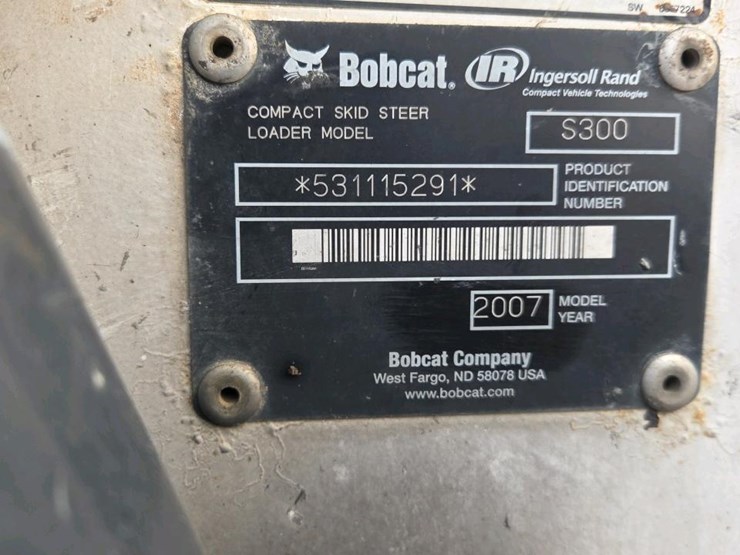 SW
Bobcat. IR Ingersoll Rand
Compact Vehicle Technologies
COMPACT SKID STEER
LOADER MODEL
S300
*531115291*
PRODUCT
IDENTIFICATION
NUMBER
2007
MODEL
YEAR
Bobcat Company
West Fargo, ND 58078 USA
www.bobcat.com